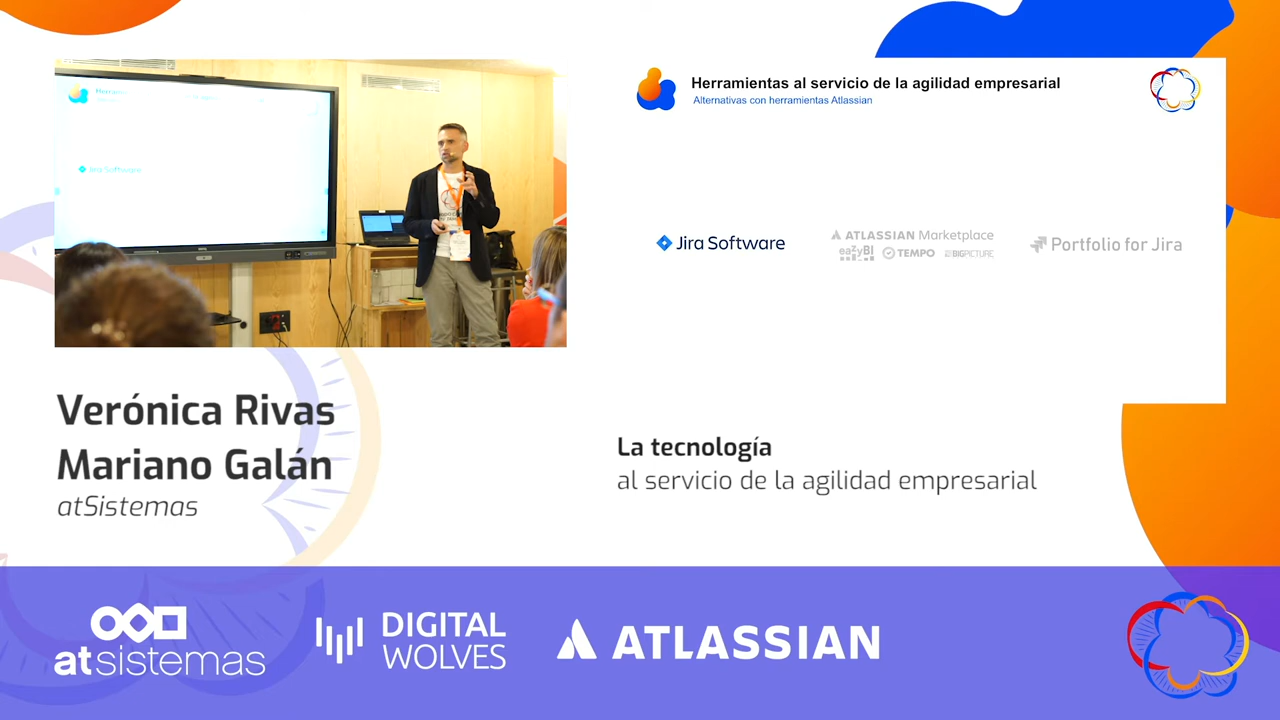 Herramientas al servicio de la agilidad empresarial
Alternativas con herramientas Atlassian
Jira Software
Jira Software
ATLASSIAN Marketplace
eazyBI TEMPO BIGPICTURE
Portfolio for Jira
Verónica Rivas
Mariano Galán
atSistemas
La tecnología
al servicio de la agilidad empresarial
atsistemas
DIGITAL
WOLVES
ATLASSIAN